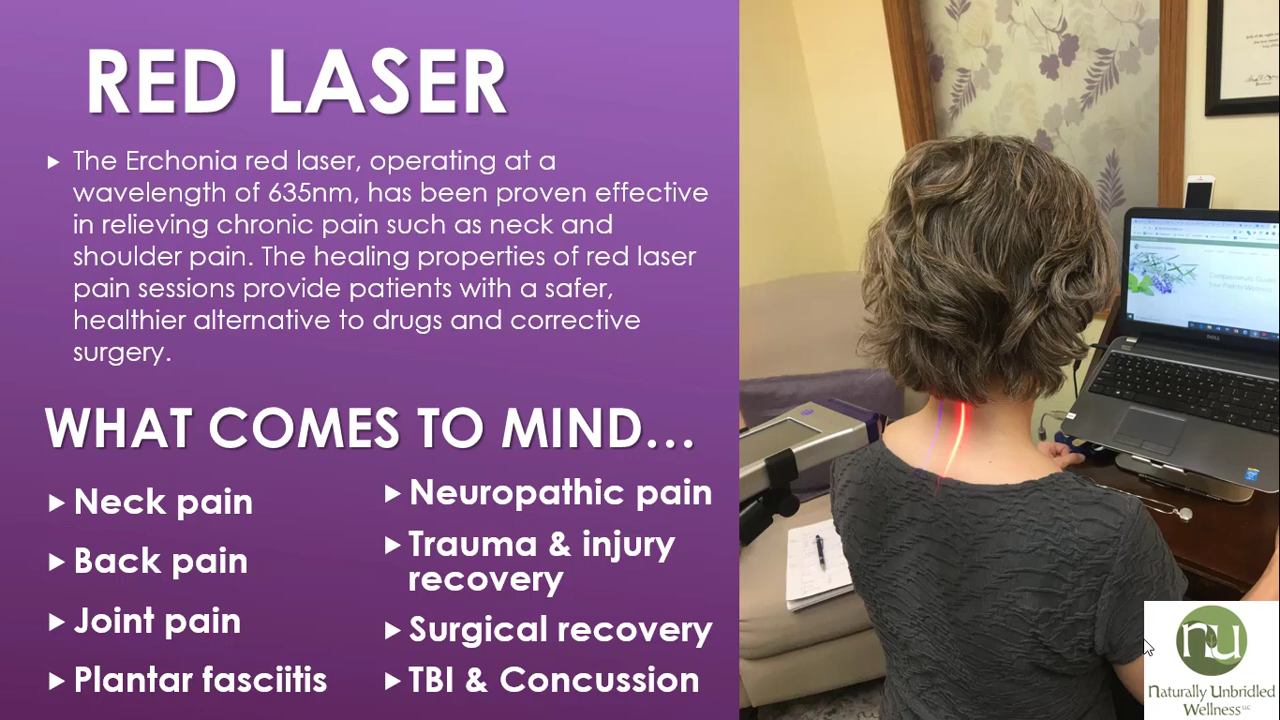 RED LASER
The Erchonia red laser, operating at a
wavelength of 635nm, has been proven effective
in relieving chronic pain such as neck and
shoulder pain. The healing properties of red laser
pain sessions provide patients with a safer,
healthier alternative to drugs and corrective
surgery.
WHAT COMES TO MIND...
Neck pain
Back pain
Joint pain
Plantar fasciitis
Neuropathic pain
Trauma & injury
recovery
Surgical recovery
TBI & Concussion
DELL
nu
Naturally Unbridled
Wellness LLC